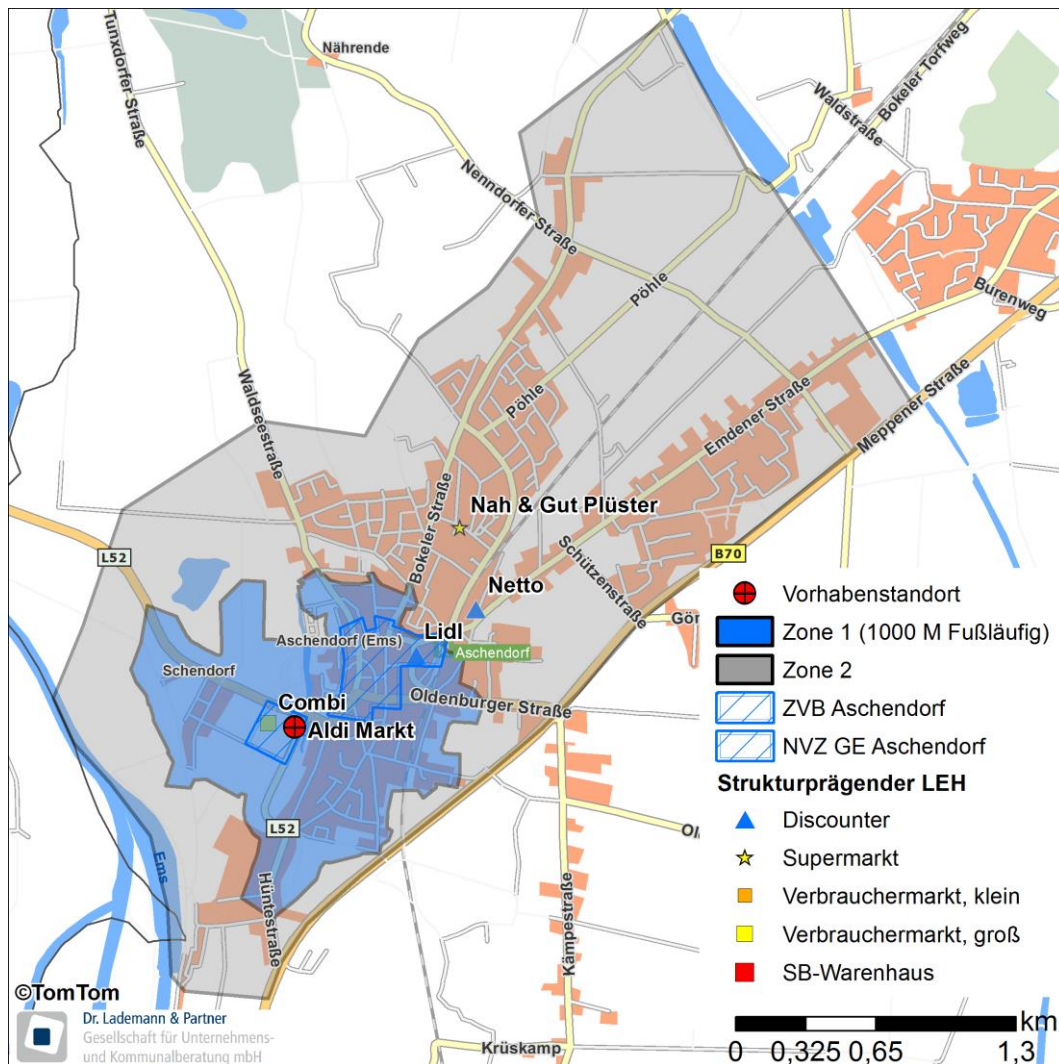 Tunxdorfer Straße
Nährende
Bokeler Torfweg
Waldstraße
Nenndorfer Straße
Burenweg
Pöhle
Meppener Straße
Waldseestraße
Emdener Straße
Pöhle
Bokeler Straße
Nah & Gut Plüster
L52
Schützenstraße
B70
Netto
Gör
Lidl
Aschendorf (Ems)
Aschendorf
Schendorf
Oldenburger Straße
Combi
Aldi Markt
L52
Ol
Ems
Hüntestraße
Kämpestraße
Krüskamp
Vorhabenstandort
Zone 1 (1000 M Fußläufig)
Zone 2
ZVB Aschendorf
NVZ GE Aschendorf
Strukturprägender LEH
Discounter
Supermarkt
Verbrauchermarkt, klein
Verbrauchermarkt, groß
SB-Warenhaus
©TomTom
Dr. Lademann & Partner
Gesellschaft für Unternehmens-
und Kommunalberatung mbH
km
0 0,325 0,65 1,3